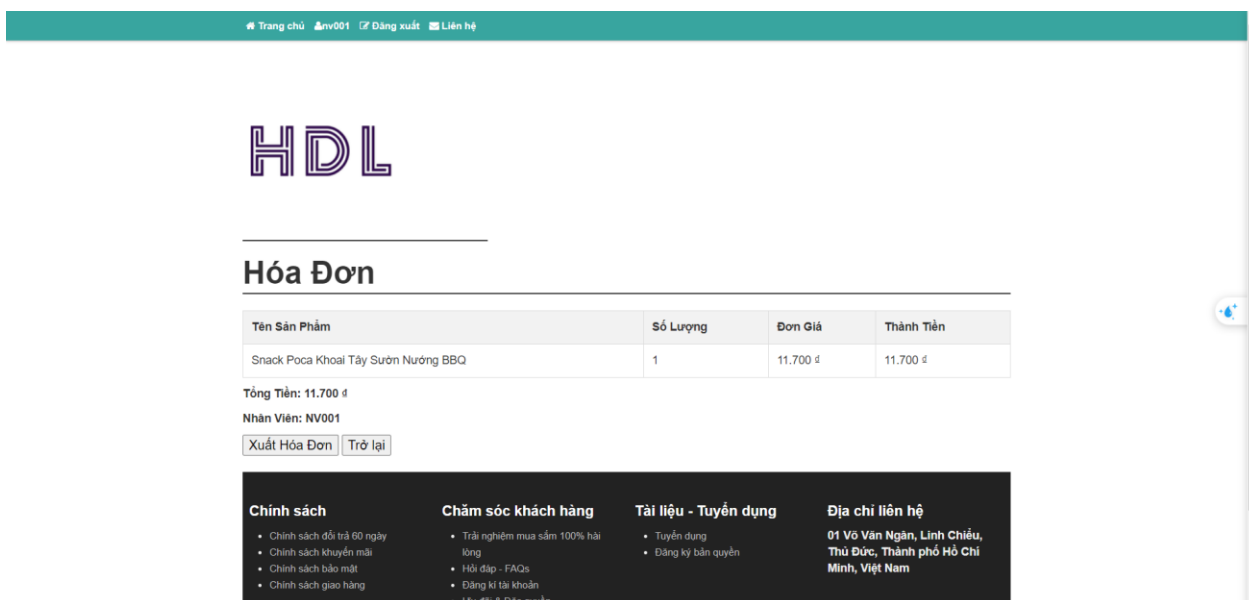 Trang chủ nv001 Đăng xuất Liên hệ
HDL
Hóa Đơn
Tên Sản Phẩm Số Lượng Đơn Giá Thành Tiền
Snack Poca Khoai Tây Sườn Nướng BBQ 1 11.700 ₫ 11.700 ₫
Tổng Tiền: 11.700 ₫
Nhân Viên: NV001
Xuất Hóa Đơn Trở lại
Chính sách
Chính sách đổi trả 60 ngày
Chính sách khuyến mãi
Chính sách bảo mật
Chính sách giao hàng
Chăm sóc khách hàng
Trải nghiệm mua sắm 100% hài
lòng
Hỏi đáp - FAQs
Đăng kí tài khoản
Tài liệu - Tuyển dụng
Tuyển dụng
Đăng ký bản quyền
Địa chỉ liên hệ
01 Võ Văn Ngân, Linh Chiểu,
Thủ Đức, Thành phố Hồ Chí
Minh, Việt Nam